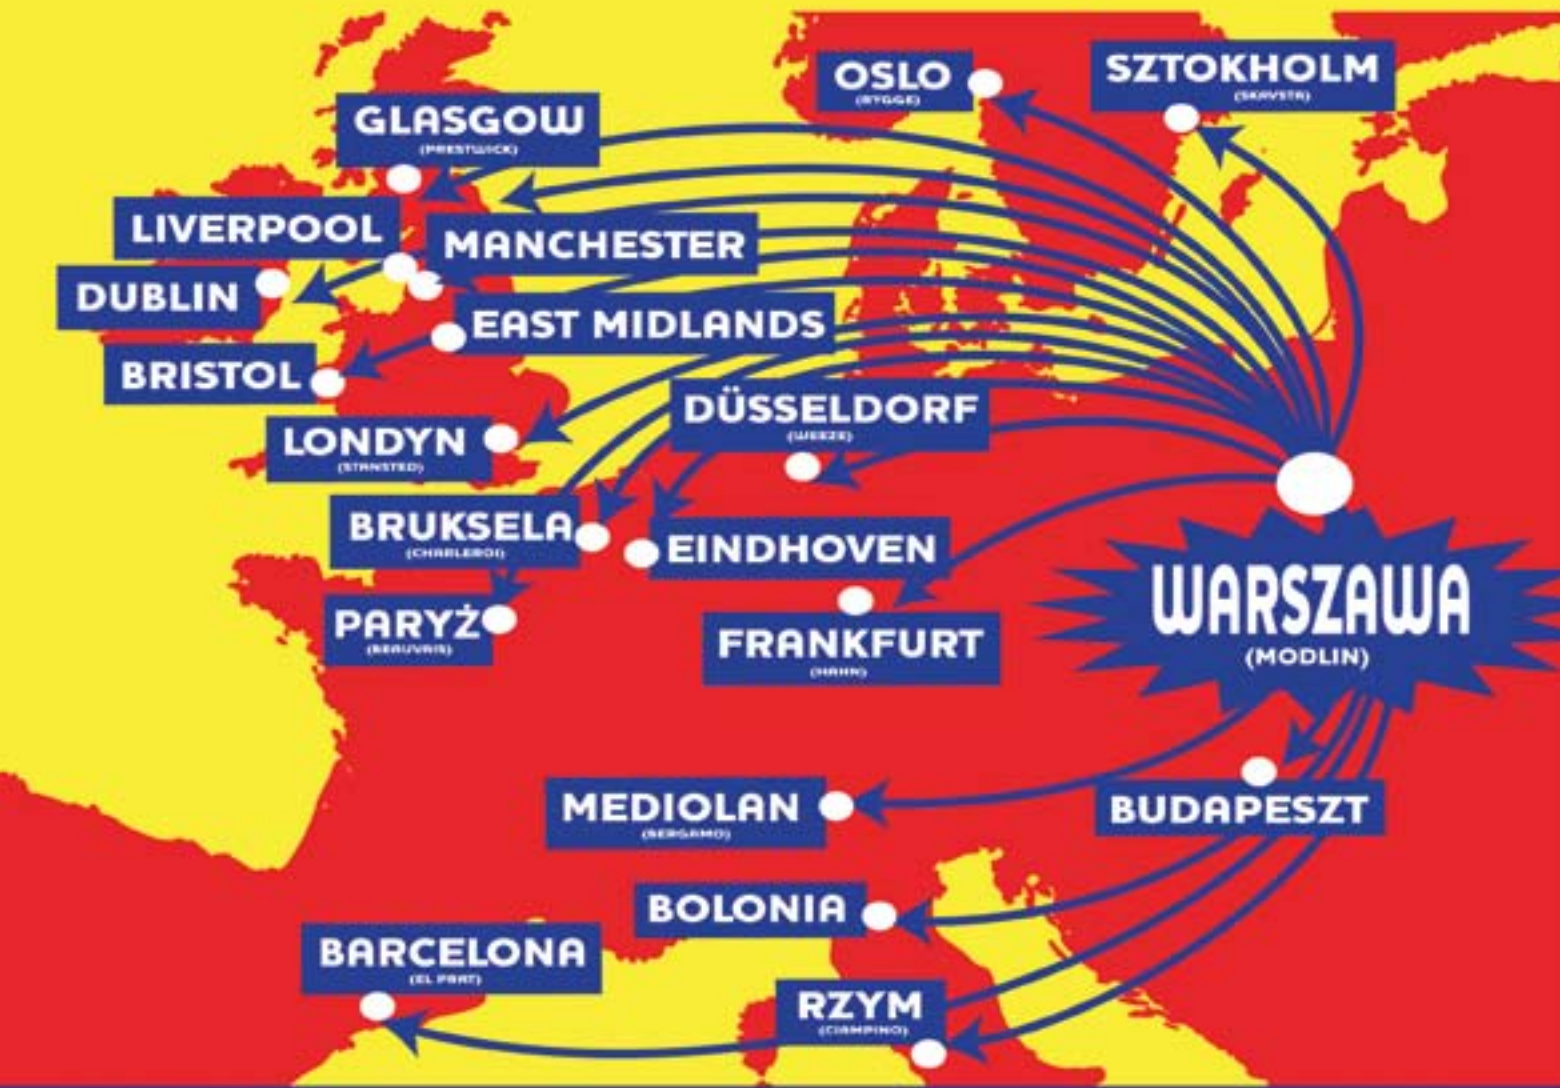 OSLO
(RYGGE)
SZTOKHOLM
(SKAVSTA)
GLASGOW
(PRESTWICK)
LIVERPOOL
MANCHESTER
DUBLIN
EAST MIDLANDS
BRISTOL
DÜSSELDORF
(WEEZE)
LONDYN
(STANSTED)
BRUKSELA
(CHARLEROI)
EINDHOVEN
WARSZAWA
(MODLIN)
PARYŻ
(BEAUVAIS)
FRANKFURT
(HAHN)
MEDIOLAN
(BERGAMO)
BUDAPESZT
BOLONIA
BARCELONA
(EL PRAT)
RZYM
(CIAMPINO)